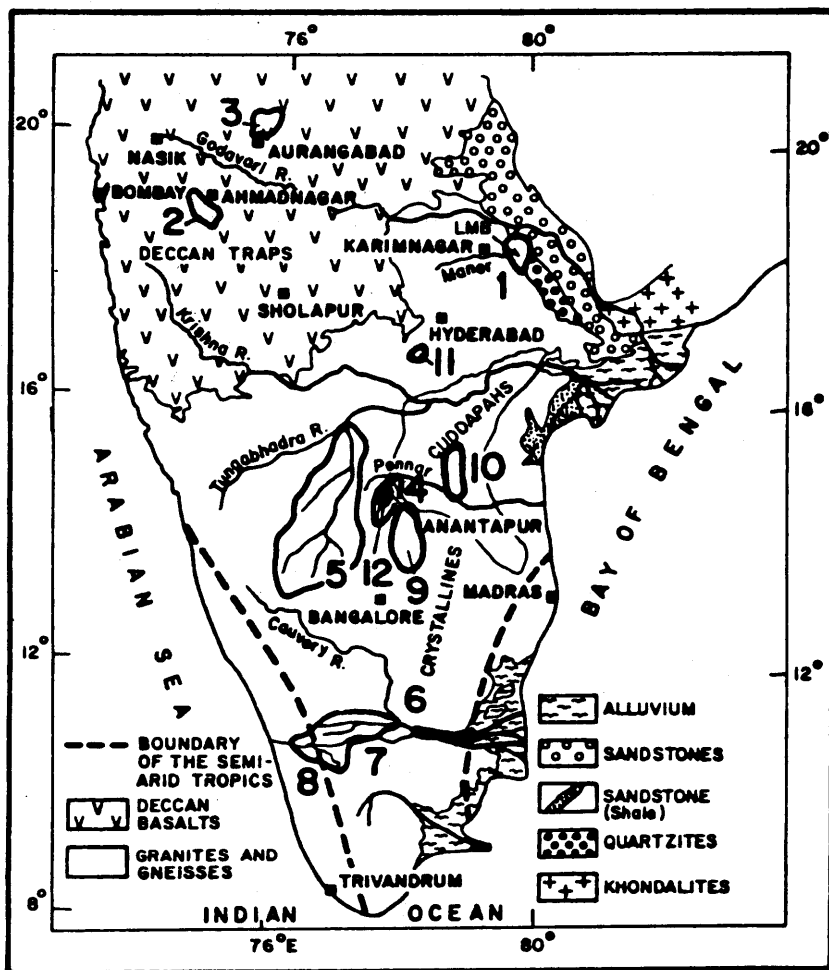 76°
80°
20°
20°
3
NASIK
Godavari R.
AURANGABAD
BOMBAY
AHMADNAGAR
2
LMB
KARIMNAGAR
DECCAN TRAPS
Maner
1
SHOLAPUR
Krishna R.
HYDERABAD
11
16°
16°
CUDDAPAHS
Tungabhadra R.
Pennar
10
14
ANANTAPUR
5
12
9
MADRAS
BANGALORE
CRYSTALLINES
Cauvery R.
ARABIAN SEA
BAY OF BENGAL
12°
12°
6
7
8
BOUNDARY
OF THE SEMI-
ARID TROPICS
DECCAN
BASALTS
GRANITES AND
GNEISSES
ALLUVIUM
SANDSTONES
SANDSTONE
(Shale)
QUARTZITES
KHONDALITES
TRIVANDRUM
8°
INDIAN OCEAN
76°E
80°